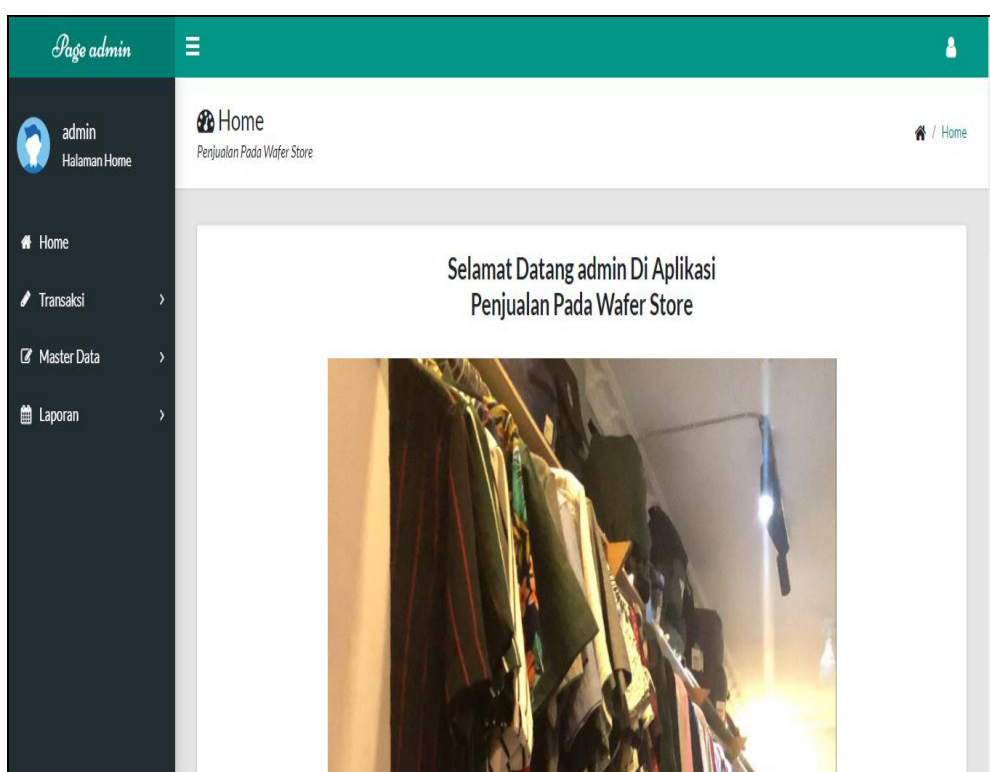 Page admin
admin
Halaman Home
Home
Transaksi
Master Data
Laporan
Home
Penjualan Pada Wafer Store
/ Home
Selamat Datang admin Di Aplikasi
Penjualan Pada Wafer Store